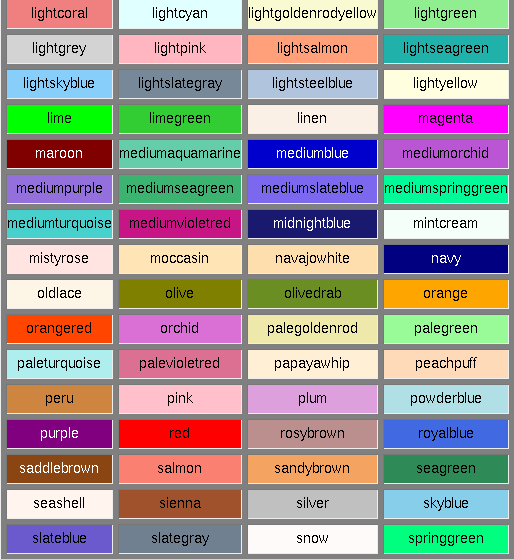 lightcoral lightcyan lightgoldenrodyellow lightgreen
lightgrey lightpink lightsalmon lightseagreen
lightskyblue lightslategray lightsteelblue lightyellow
lime limegreen linen magenta
maroon mediumaquamarine mediumblue mediumorchid
mediumpurple mediumseagreen mediumslateblue mediumspringgreen
mediumturquoise mediumvioletred midnightblue mintcream
mistyrose moccasin navajowhite navy
oldlace olive olivedrab orange
orangered orchid palegoldenrod palegreen
paleturquoise palevioletred papayawhip peachpuff
peru pink plum powderblue
purple red rosybrown royalblue
saddlebrown salmon sandybrown seagreen
seashell sienna silver skyblue
slateblue slategray snow springgreen